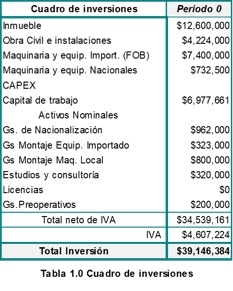 Cuadro de inversiones Período 0
Inmueble $12,600,000
Obra Civil e instalaciones $4,224,000
Maquinaria y equip. Import. (FOB) $7,400,000
Maquinaria y equip. Nacionales $732,500
CAPEX
Capital de trabajo $6,977,661
Activos Nominales
Gs. de Nacionalización $962,000
Gs Montaje Equip. Importado $323,000
Gs Montaje Maq. Local $800,000
Estudios y consultoría $320,000
Licencias $0
Gs.Preoperativos $200,000
Total neto de IVA $34,539,161
IVA $4,607,224
Total Inversión $39,146,384
Tabla 1.0 Cuadro de inversiones